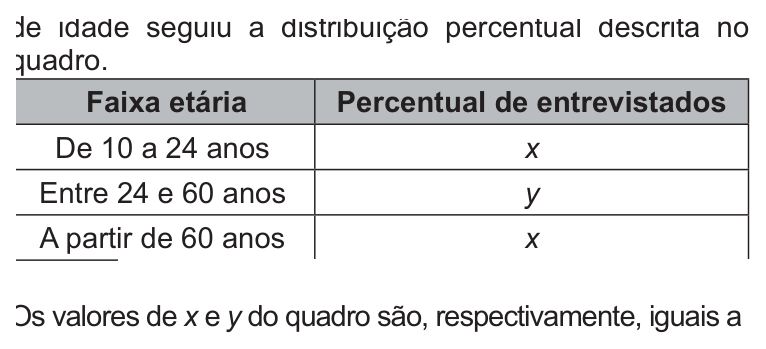 de idade seguiu a distribuição percentual descrita no
quadro.
Faixa etária Percentual de entrevistados
De 10 a 24 anos x
Entre 24 e 60 anos y
A partir de 60 anos x
Os valores de x e y do quadro são, respectivamente, iguais a